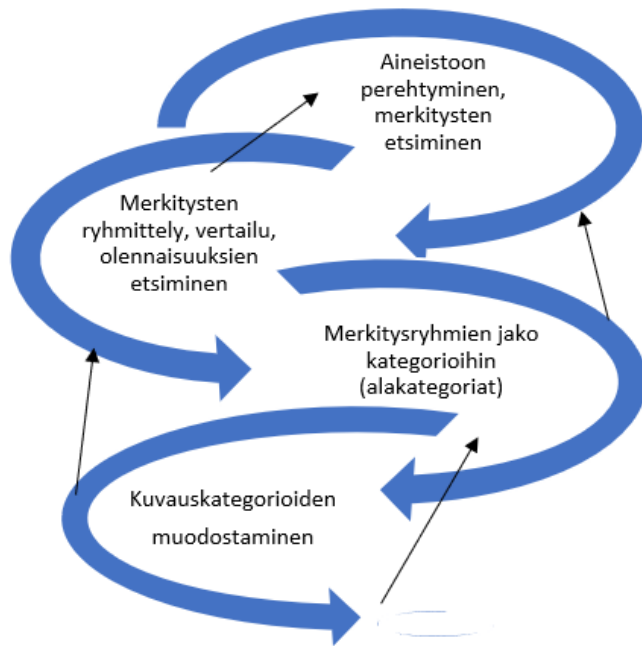 Aineistoon
perehtyminen,
merkitysten
etsiminen
Merkitysten
ryhmittely, vertailu,
olennaisuuksien
etsiminen
Merkitysryhmien jako
kategorioihin
(alakategoriat)
Kuvauskategorioiden
muodostaminen